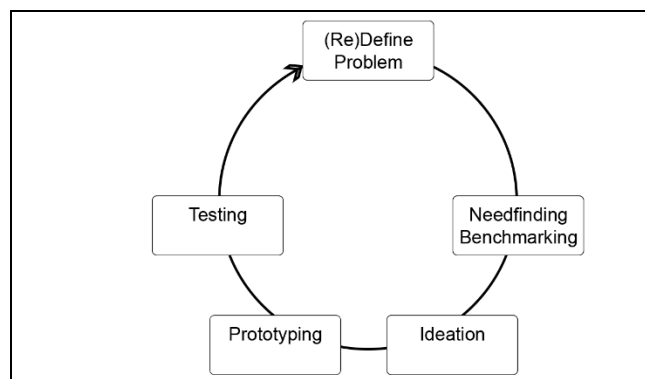 (Re)Define
Problem
Needfinding
Benchmarking
Ideation
Prototyping
Testing